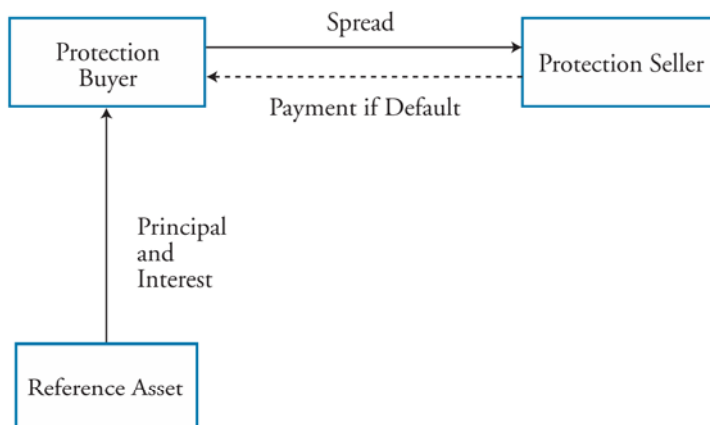 Spread
Protection
Buyer
Protection Seller
Payment if Default
Principal
and
Interest
Reference Asset